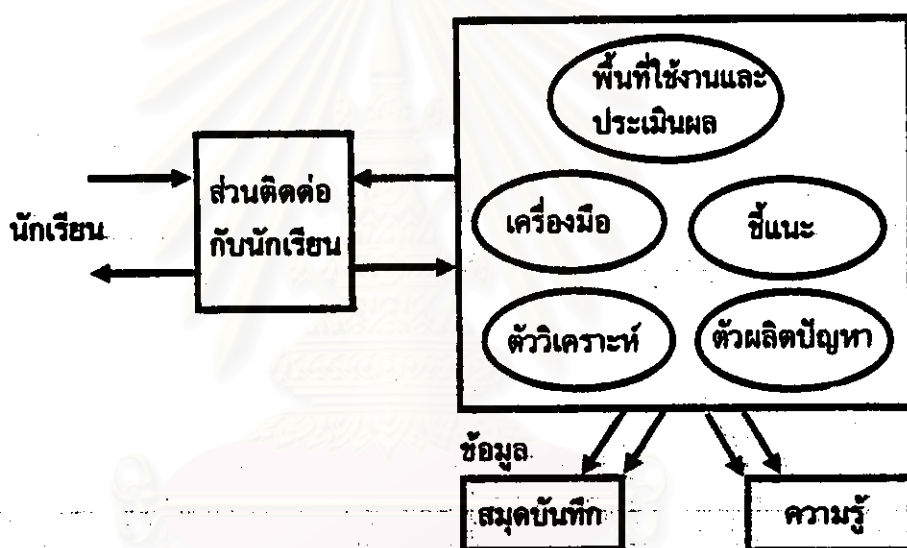 พื้นที่ใช้งานและ
ประเมินผล
ส่วนติดต่อ
กับนักเรียน
นักเรียน
เครื่องมือ
ชี้แนะ
ตัววิเคราะห์
ตัวผลิตปัญหา
ข้อมูล
สมุดบันทึก
ความรู้